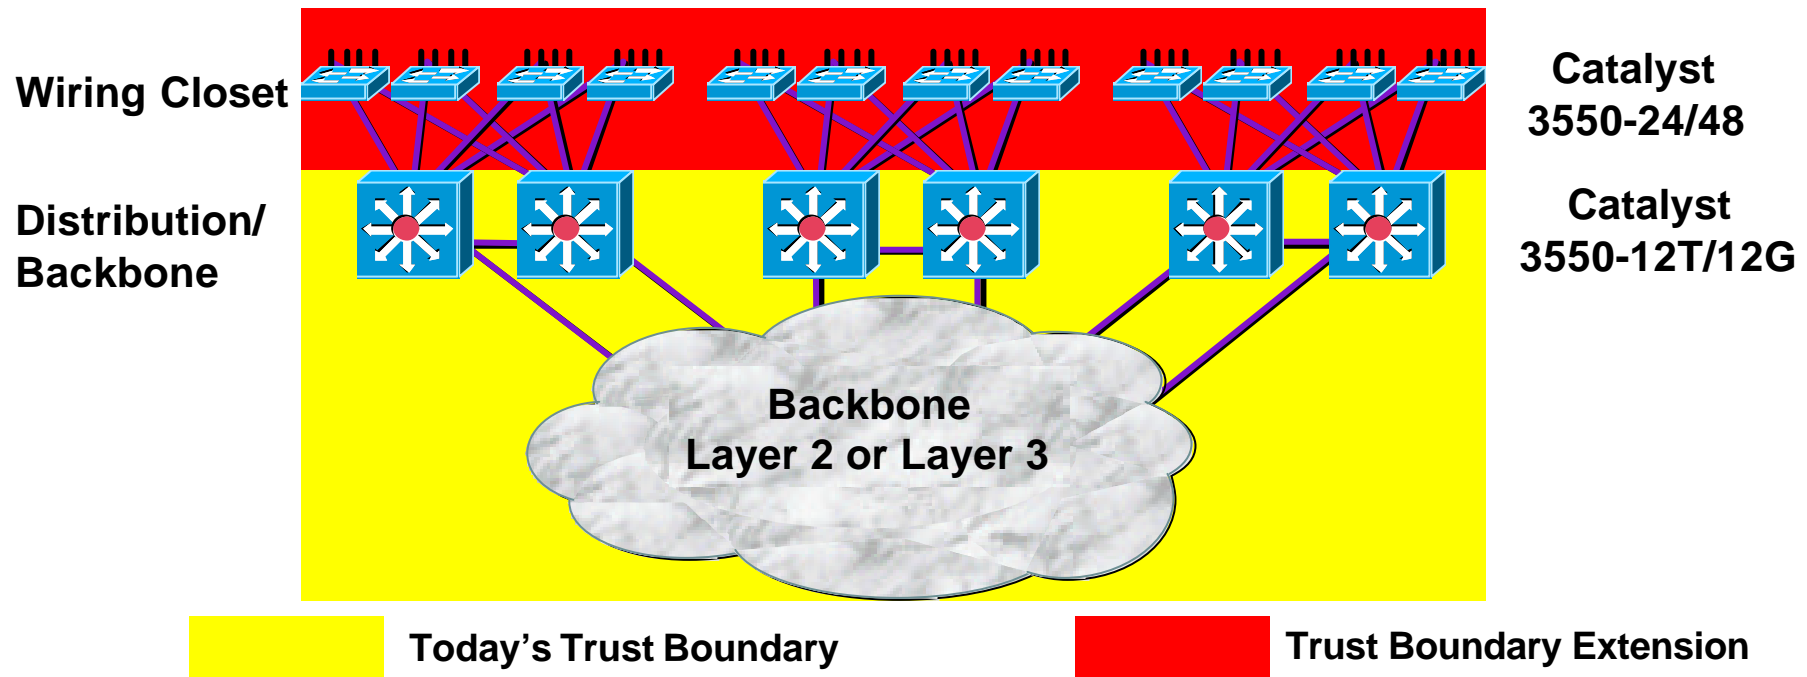 Wiring Closet
Catalyst
3550-24/48
Distribution/
Backbone
Catalyst
3550-12T/12G
Backbone
Layer 2 or Layer 3
Today’s Trust Boundary
Trust Boundary Extension